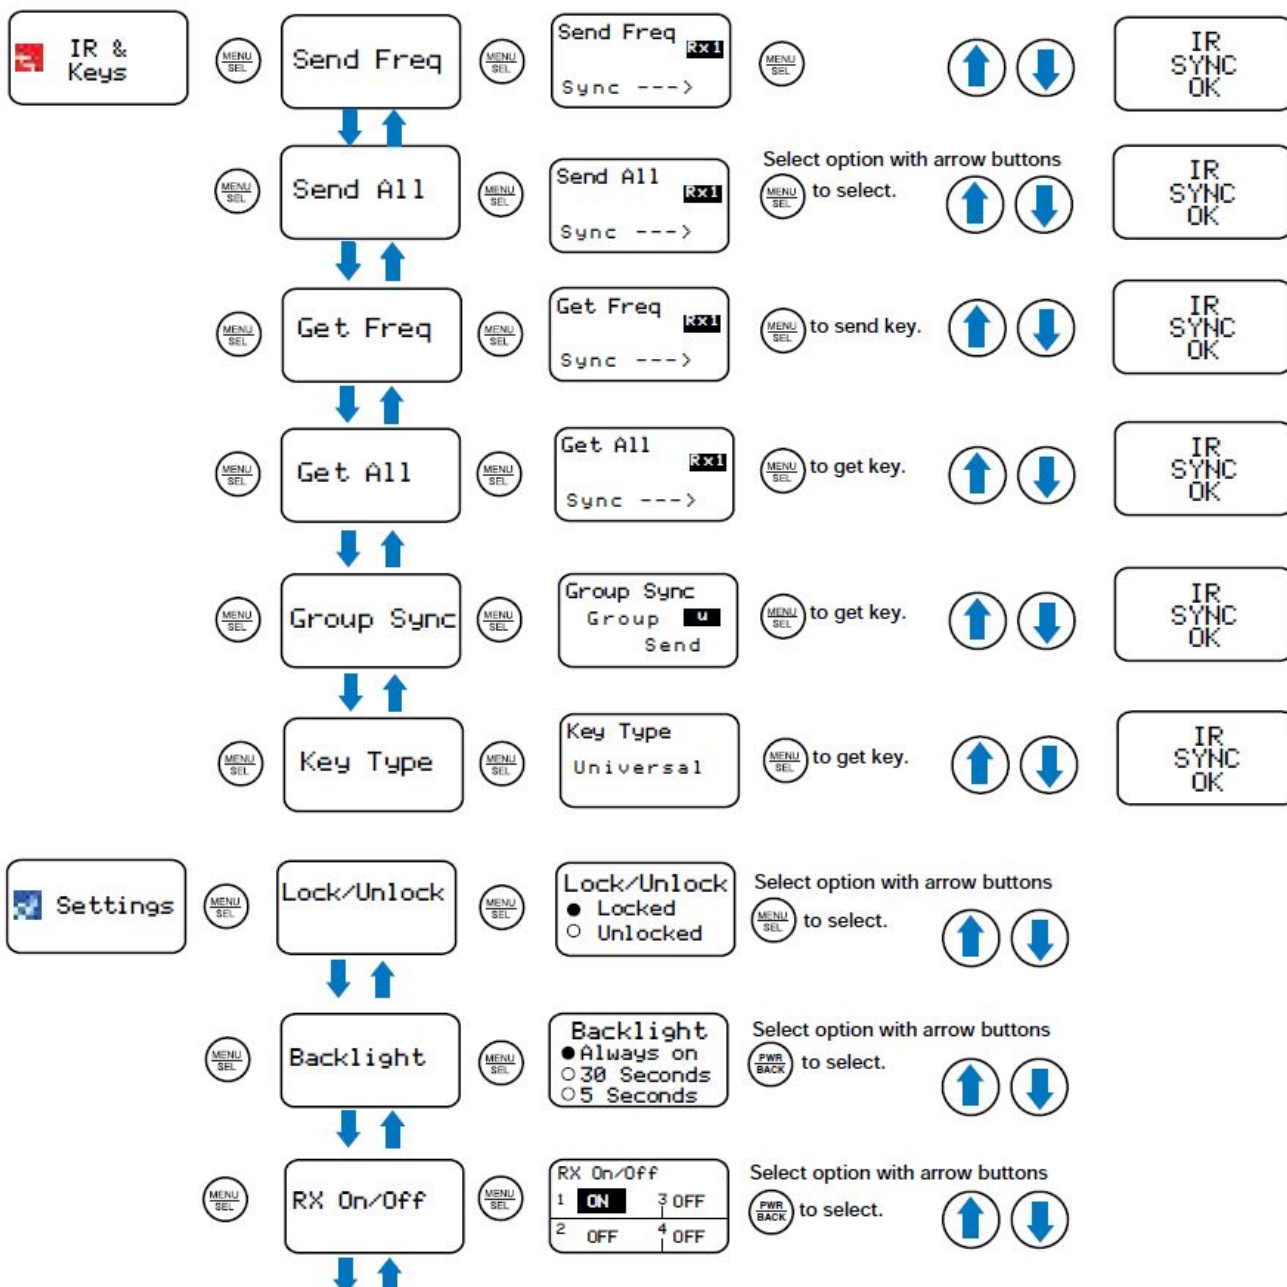 IR &
Keys
MENU
SEL
Send Freq
MENU
SEL
Send Freq
Rx1
Sync --->
MENU
SEL
IR
SYNC
OK
MENU
SEL
Send All
MENU
SEL
Send All
Rx1
Sync --->
Select option with arrow buttons
MENU
SEL
to select.
IR
SYNC
OK
MENU
SEL
Get Freq
MENU
SEL
Get Freq
Rx1
Sync --->
MENU
SEL
to send key.
IR
SYNC
OK
MENU
SEL
Get All
MENU
SEL
Get All
Rx1
Sync --->
MENU
SEL
to get key.
IR
SYNC
OK
MENU
SEL
Group Sync
MENU
SEL
Group Sync
Group u
Send
MENU
SEL
to get key.
IR
SYNC
OK
MENU
SEL
Key Type
MENU
SEL
Key Type
Universal
MENU
SEL
to get key.
IR
SYNC
OK
Settings
MENU
SEL
Lock/Unlock
MENU
SEL
Lock/Unlock
Locked
Unlocked
Select option with arrow buttons
MENU
SEL
to select.
MENU
SEL
Backlight
MENU
SEL
Backlight
Always on
30 Seconds
5 Seconds
Select option with arrow buttons
PWR
BACK
to select.
MENU
SEL
RX On/Off
MENU
SEL
RX On/Off
1 ON 3 OFF
2 OFF 4 OFF
Select option with arrow buttons
PWR
BACK
to select.